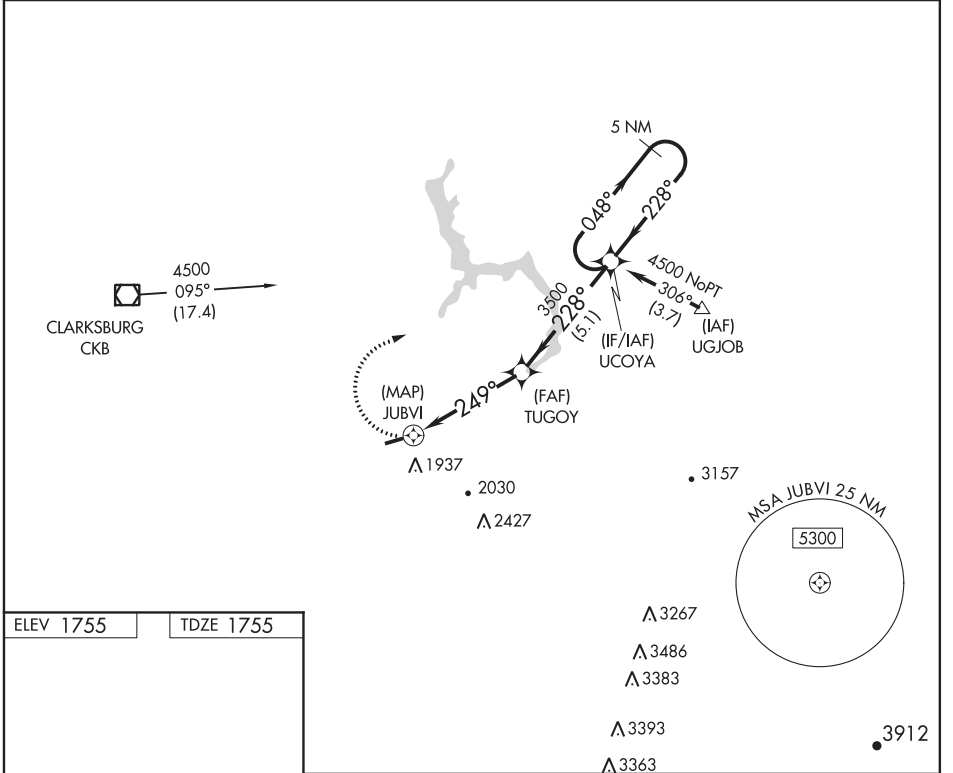 5 NM
048°
228°
4500 NoPT
306°
(3.7)
(IAF)
UGJOB
4500
095°
(17.4)
CLARKSBURG
CKB
3500
228°
(5.1)
(IF/IAF)
UCOYA
(MAP)
JUBVI
249°
(FAF)
TUGOY
1937
2030
2427
3157
MSA JUBVI 25 NM
5300
ELEV 1755
TDZE 1755
3267
3486
3383
3393
3363
3912